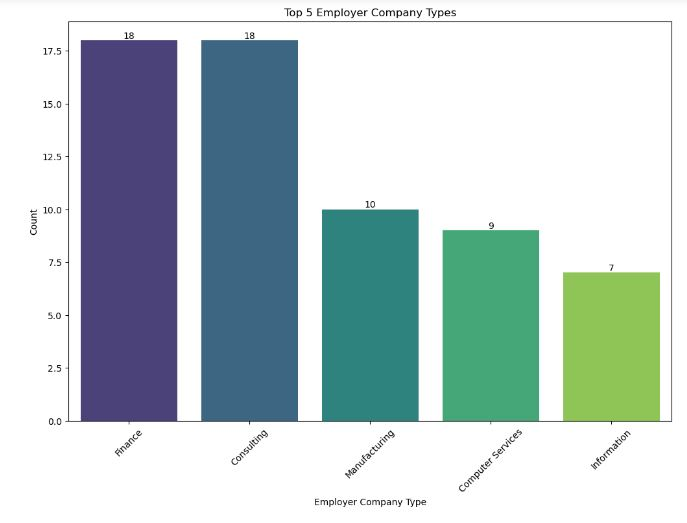 Top 5 Employer Company Types
18
18
10
9
7
17.5
15.0
12.5
10.0
7.5
5.0
2.5
0.0
Count
Finance
Consulting
Manufacturing
Computer Services
Information
Employer Company Type